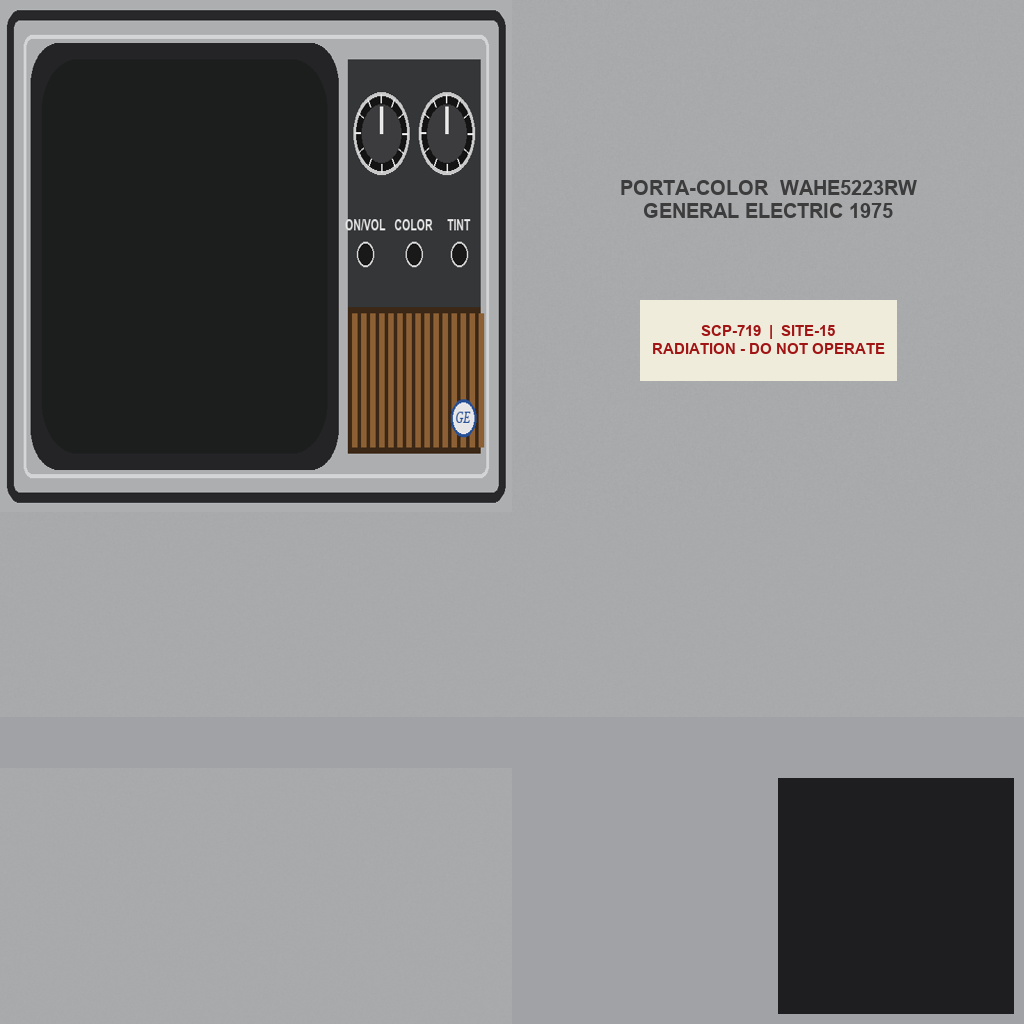 ON/VOL COLOR TINT
GE
PORTA-COLOR WAHE5223RW
GENERAL ELECTRIC 1975
SCP-719 | SITE-15
RADIATION - DO NOT OPERATE